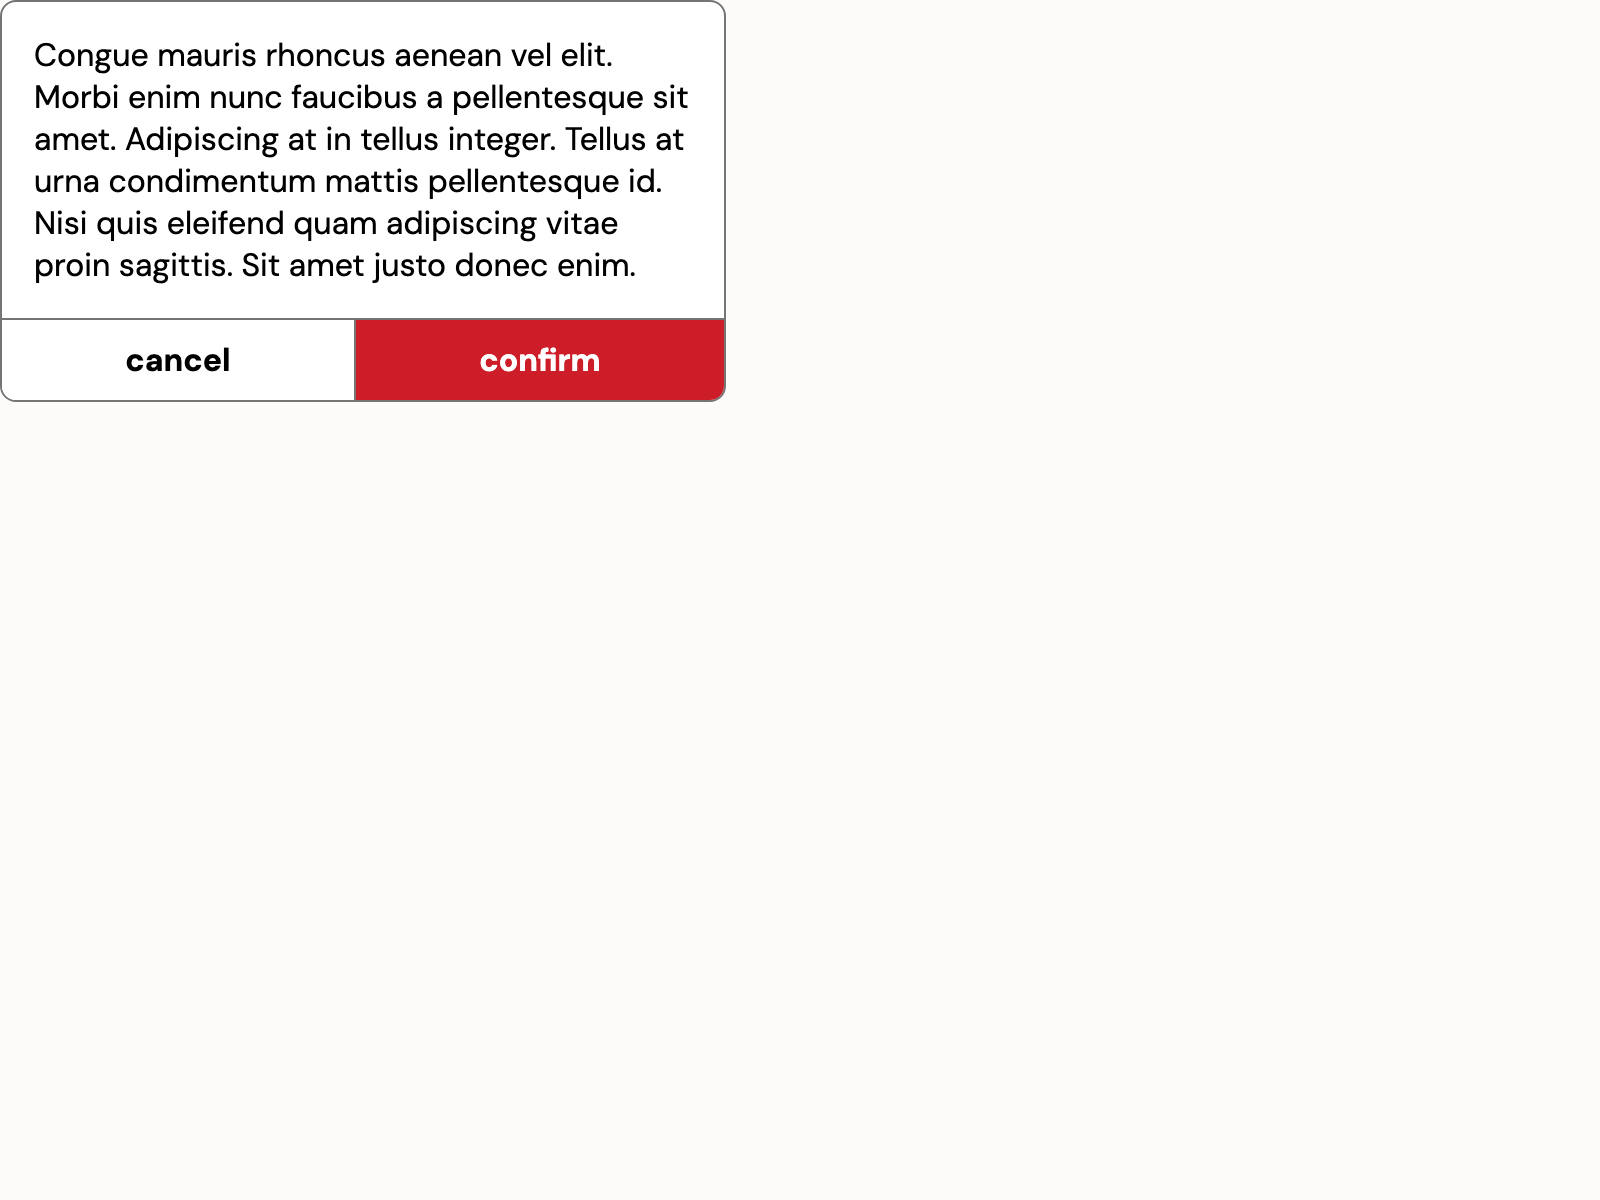 Congue mauris rhoncus aenean vel elit.
Morbi enim nunc faucibus a pellentesque sit
amet. Adipiscing at in tellus integer. Tellus at
urna condimentum mattis pellentesque id.
Nisi quis eleifend quam adipiscing vitae
proin sagittis. Sit amet justo donec enim.
cancel
confirm